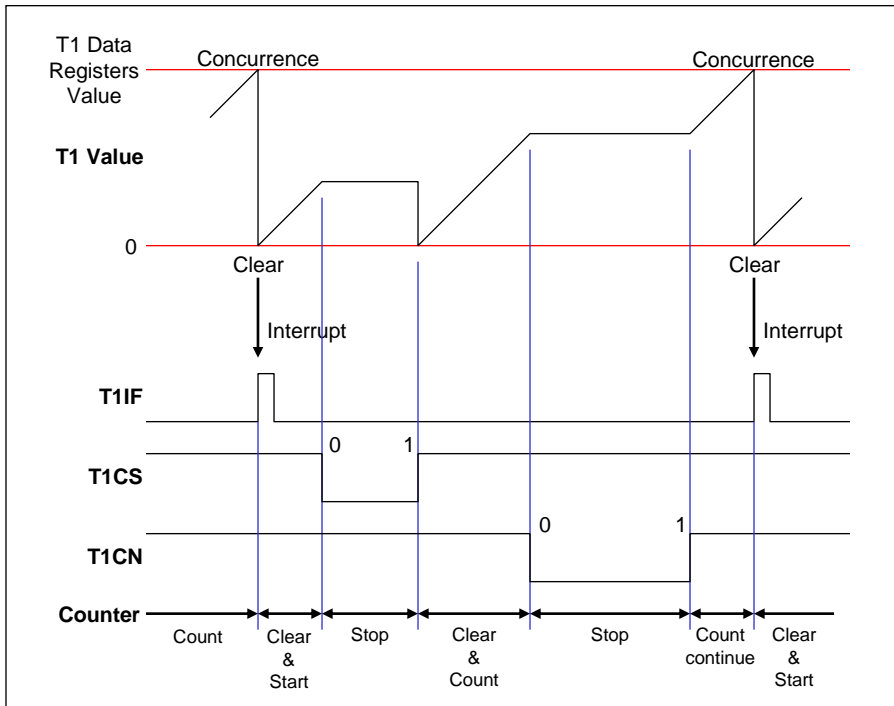 T1 Data
Registers
Value
Concurrence
Concurrence
T1 Value
0
Clear
Clear
Interrupt
Interrupt
T1IF
0
1
T1CS
0
1
T1CN
Counter
Count
Clear
&
Start
Stop
Clear
&
Count
Stop
Count
continue
Clear
&
Start